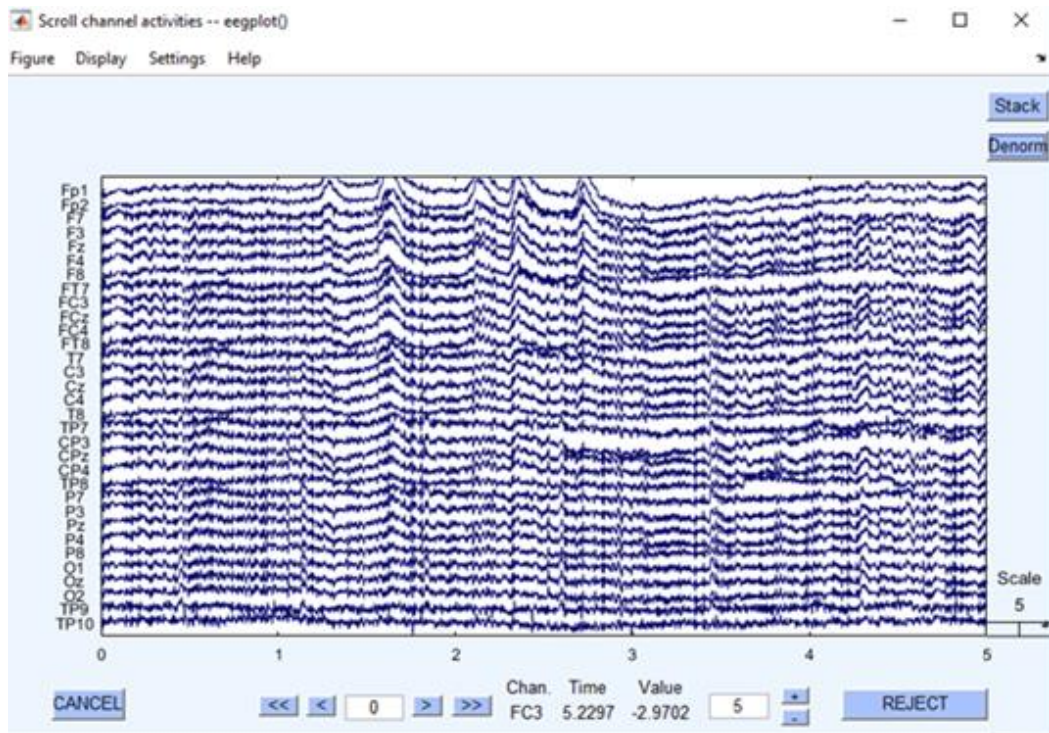 Scroll channel activities -- eegplot()
Figure Display Settings Help
Stack
Denorm
Fp1
Fp2
F7
F3
Fz
F4
F8
FT7
FC3
FCz
FC4
FT8
T7
C3
Cz
C4
T8
TP7
CP3
CPz
CP4
TP8
P7
P3
Pz
P4
P8
O1
Oz
O2
TP9
TP10
Scale
5
0 1 2 3 4 5
Chan. Time Value
CANCEL << < 0 > >> FC3 5.2297 -2.9702 5 + - REJECT